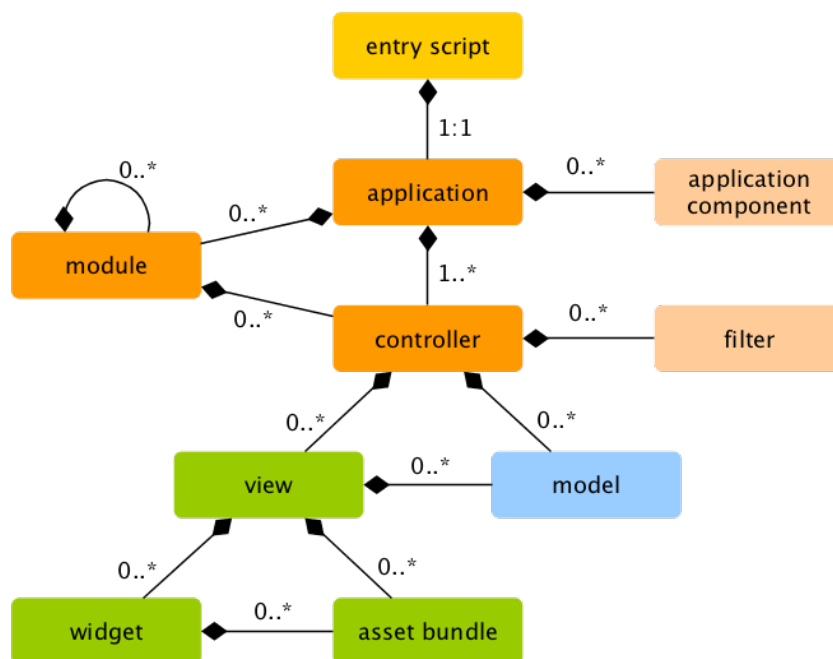 entry script
1:1
0..*
0..*
application
0..*
application
component
module
1..*
0..*
controller
0..*
filter
0..*
0..*
view
0..*
model
0..*
0..*
widget
0..*
asset bundle